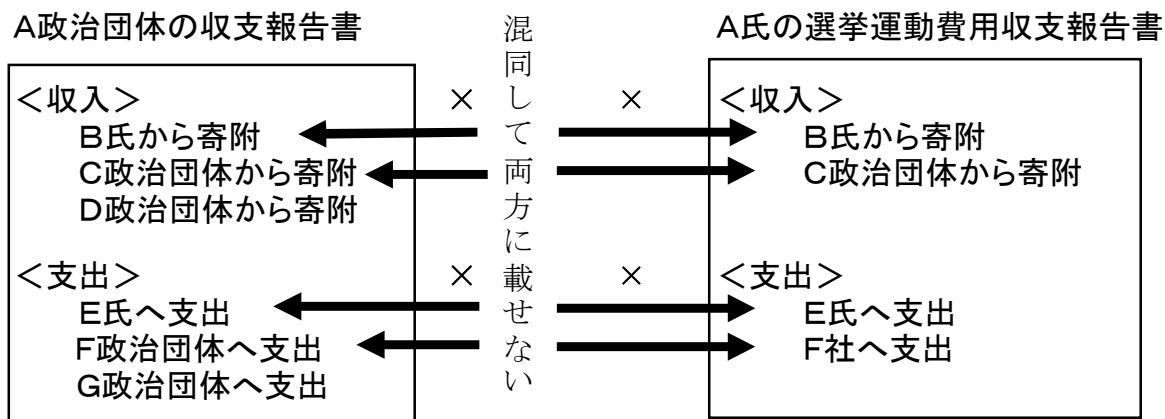 A政治団体の収支報告書
＜収入＞
B氏から寄附
C政治団体から寄附
D政治団体から寄附
＜支出＞
E氏へ支出
F政治団体へ支出
G政治団体へ支出
混同して両方に載せない
×
×
×
×
A氏の選挙運動費用収支報告書
＜収入＞
B氏から寄附
C政治団体から寄附
＜支出＞
E氏へ支出
F社へ支出